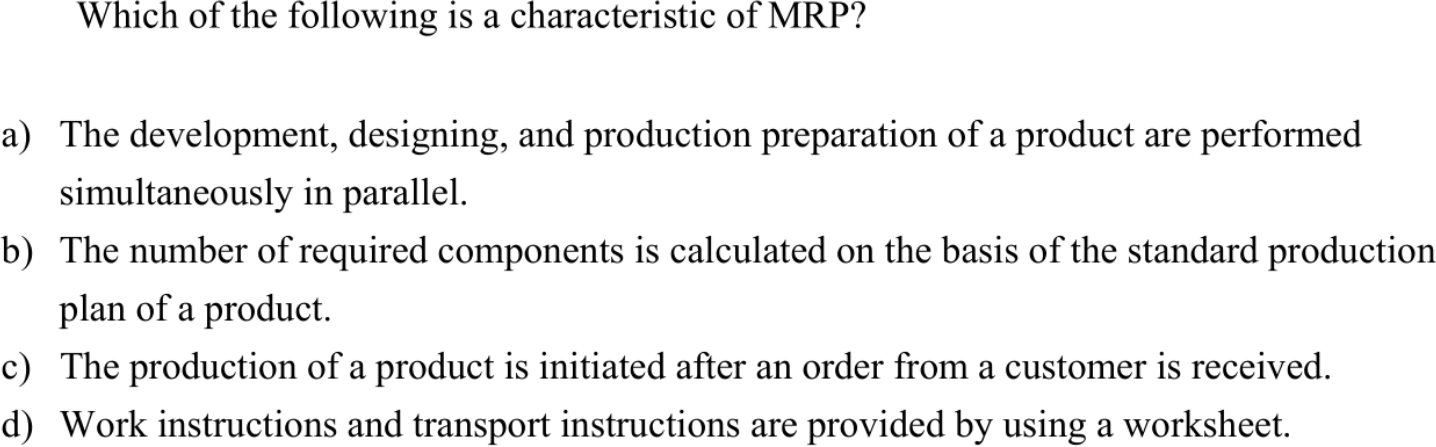 Which of the following is a characteristic of MRP?
a) The development, designing, and production preparation of a product are performed
simultaneously in parallel.
b) The number of required components is calculated on the basis of the standard production
plan of a product.
c) The production of a product is initiated after an order from a customer is received.
d) Work instructions and transport instructions are provided by using a worksheet.